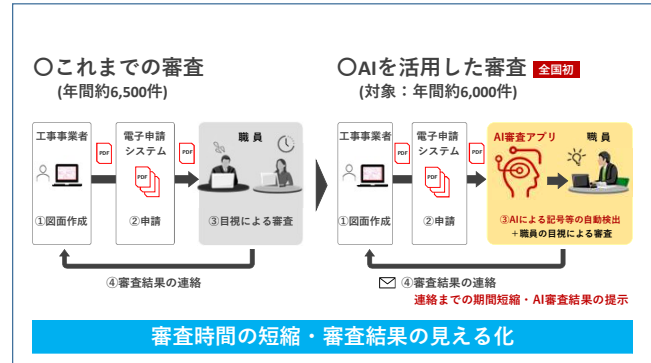 〇これまでの審査
(年間約6,500件)
工事事業者
PDF
電子申請
システム
PDF
PDF
職 員
①図面作成
②申請
③目視による審査
④審査結果の連絡
〇AIを活用した審査 全国初
(対象：年間約6,000件)
工事事業者
PDF
電子申請
システム
PDF
PDF
AI審査アプリ
職 員
①図面作成
②申請
③AIによる記号等の自動検出
＋職員の目視による審査
④審査結果の連絡
連絡までの期間短縮・AI審査結果の提示
審査時間の短縮・審査結果の見える化